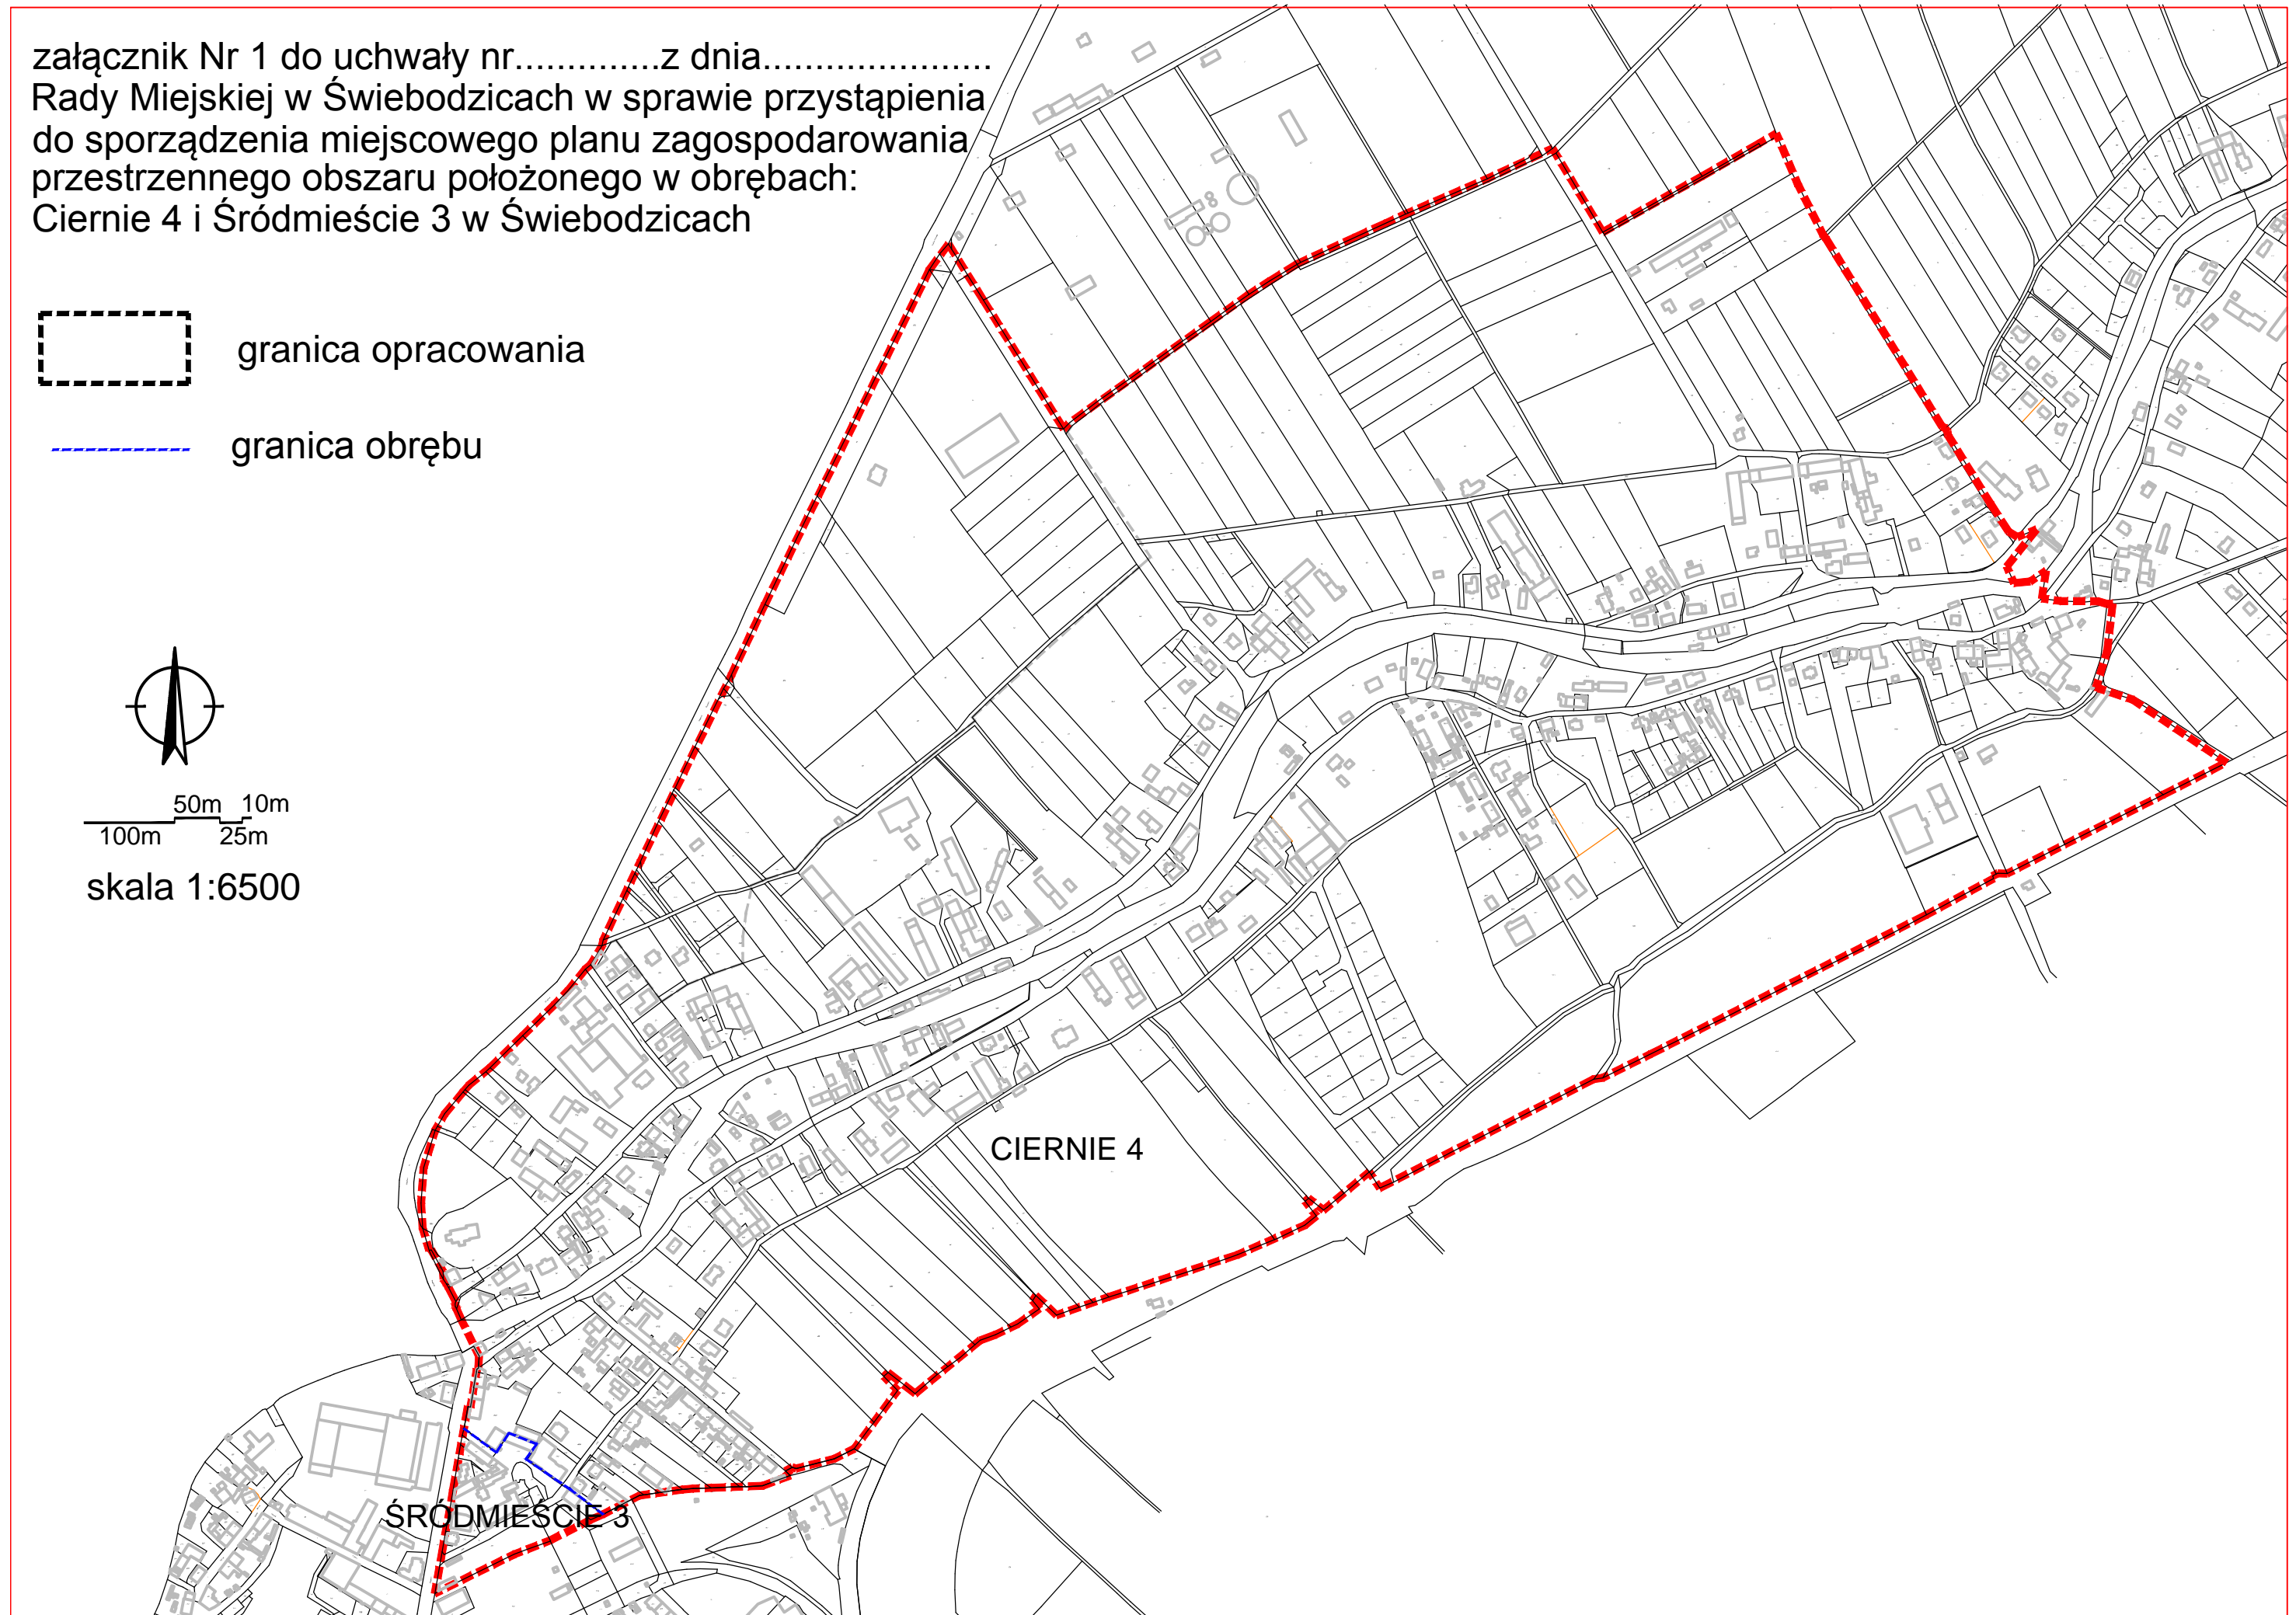 załącznik Nr 1 do uchwały nr..............z dnia......................
Rady Miejskiej w Świebodzicach w sprawie przystąpienia
do sporządzenia miejscowego planu zagospodarowania
przestrzennego obszaru położonego w obrębach:
Ciernie 4 i Śródmieście 3 w Świebodzicach
granica opracowania
granica obrębu
50m 10m
100m 25m
skala 1:6500
CIERNIE 4
ŚRÓDMIEŚCIE 3